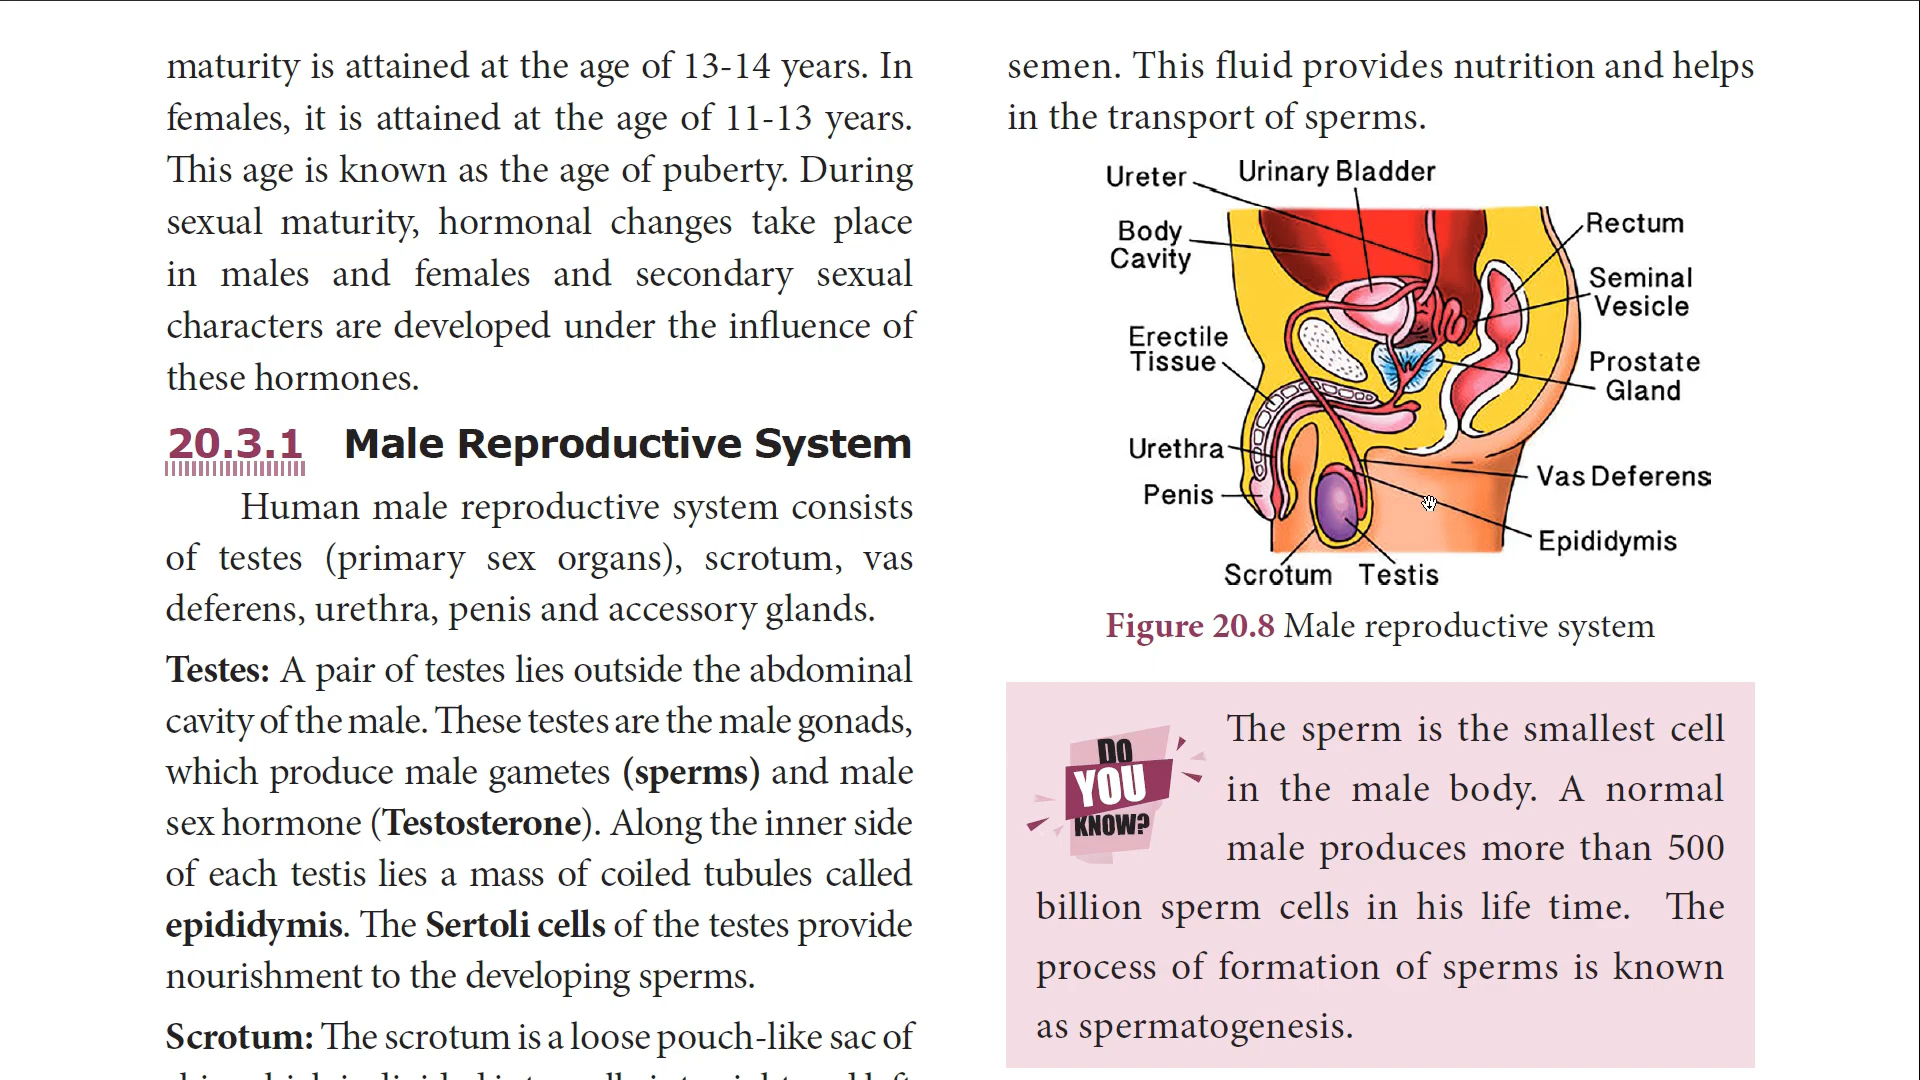 maturity is attained at the age of 13-14 years. In
females, it is attained at the age of 11-13 years.
This age is known as the age of puberty. During
sexual maturity, hormonal changes take place
in males and females and secondary sexual
characters are developed under the influence of
these hormones.
20.3.1 Male Reproductive System
Human male reproductive system consists
of testes (primary sex organs), scrotum, vas
deferens, urethra, penis and accessory glands.
Testes: A pair of testes lies outside the abdominal
cavity of the male. These testes are the male gonads,
which produce male gametes (sperms) and male
sex hormone (Testosterone). Along the inner side
of each testis lies a mass of coiled tubules called
epididymis. The Sertoli cells of the testes provide
nourishment to the developing sperms.
Scrotum: The scrotum is a loose pouch-like sac of
semen. This fluid provides nutrition and helps
in the transport of sperms.
Ureter
Urinary Bladder
Body
Cavity
Rectum
Seminal
Vesicle
Erectile
Tissue
Prostate
Gland
Urethra
Penis
Vas Deferens
Epididymis
Scrotum
Testis
Figure 20.8 Male reproductive system
DO
YOU
KNOW?
The sperm is the smallest cell
in the male body. A normal
male produces more than 500
billion sperm cells in his life time. The
process of formation of sperms is known
as spermatogenesis.